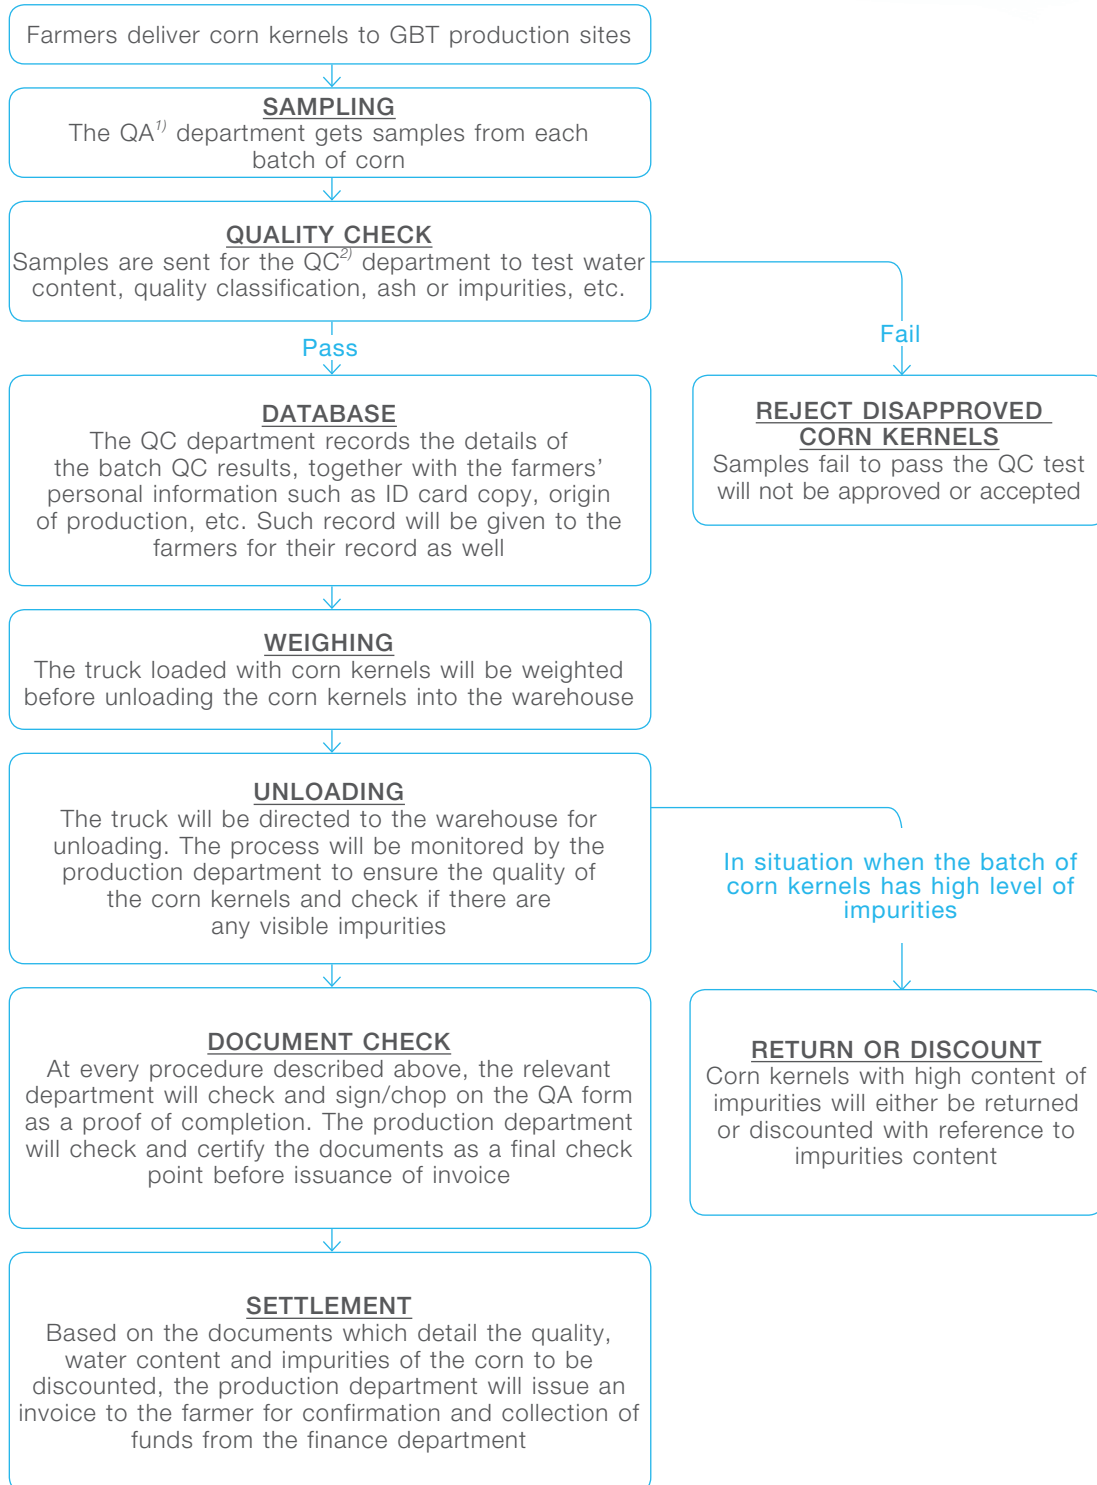 Farmers deliver corn kernels to GBT production sites
SAMPLING
The QA1) department gets samples from each
batch of corn
QUALITY CHECK
Samples are sent for the QC2) department to test water
content, quality classification, ash or impurities, etc.
Pass
Fail
DATABASE
The QC department records the details of
the batch QC results, together with the farmers’
personal information such as ID card copy, origin
of production, etc. Such record will be given to the
farmers for their record as well
REJECT DISAPPROVED
CORN KERNELS
Samples fail to pass the QC test
will not be approved or accepted
WEIGHING
The truck loaded with corn kernels will be weighted
before unloading the corn kernels into the warehouse
UNLOADING
The truck will be directed to the warehouse for
unloading. The process will be monitored by the
production department to ensure the quality of
the corn kernels and check if there are
any visible impurities
In situation when the batch of
corn kernels has high level of
impurities
DOCUMENT CHECK
At every procedure described above, the relevant
department will check and sign/chop on the QA form
as a proof of completion. The production department
will check and certify the documents as a final check
point before issuance of invoice
RETURN OR DISCOUNT
Corn kernels with high content of
impurities will either be returned
or discounted with reference to
impurities content
SETTLEMENT
Based on the documents which detail the quality,
water content and impurities of the corn to be
discounted, the production department will issue an
invoice to the farmer for confirmation and collection of
funds from the finance department